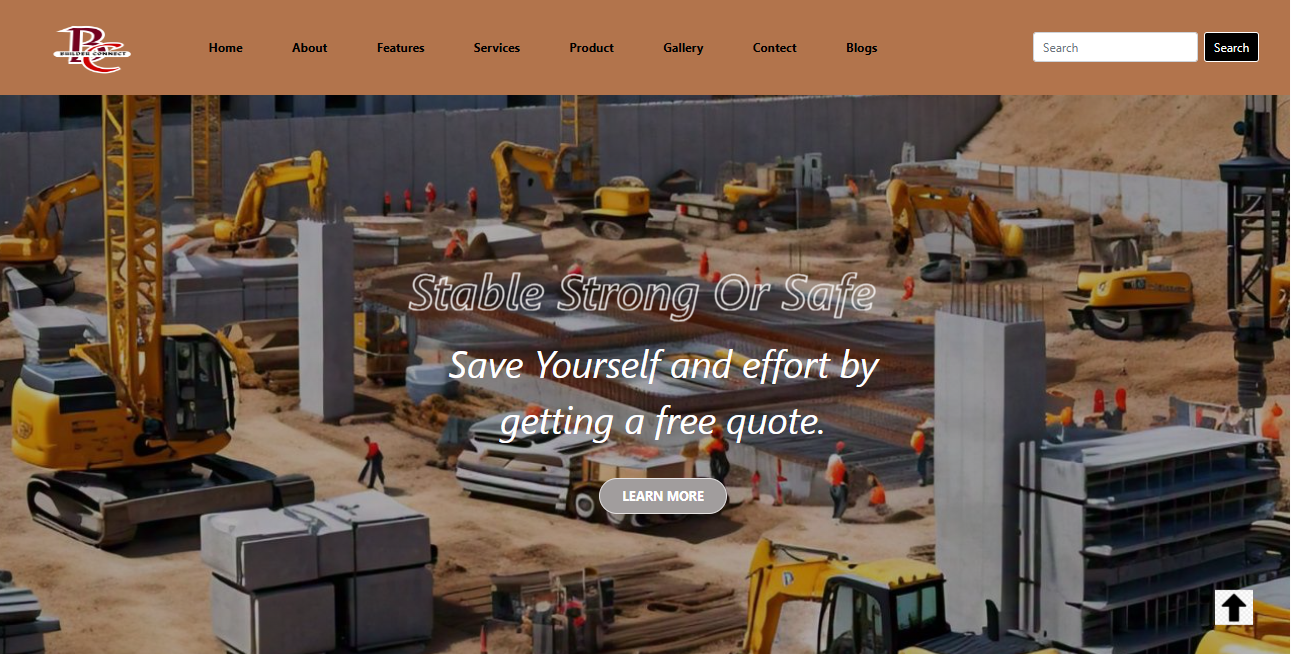 BUILDER CONNECT
Home
About
Features
Services
Product
Gallery
Contect
Blogs
Search
Search
Stable Strong Or Safe
Save Yourself and effort by
getting a free quote.
LEARN MORE